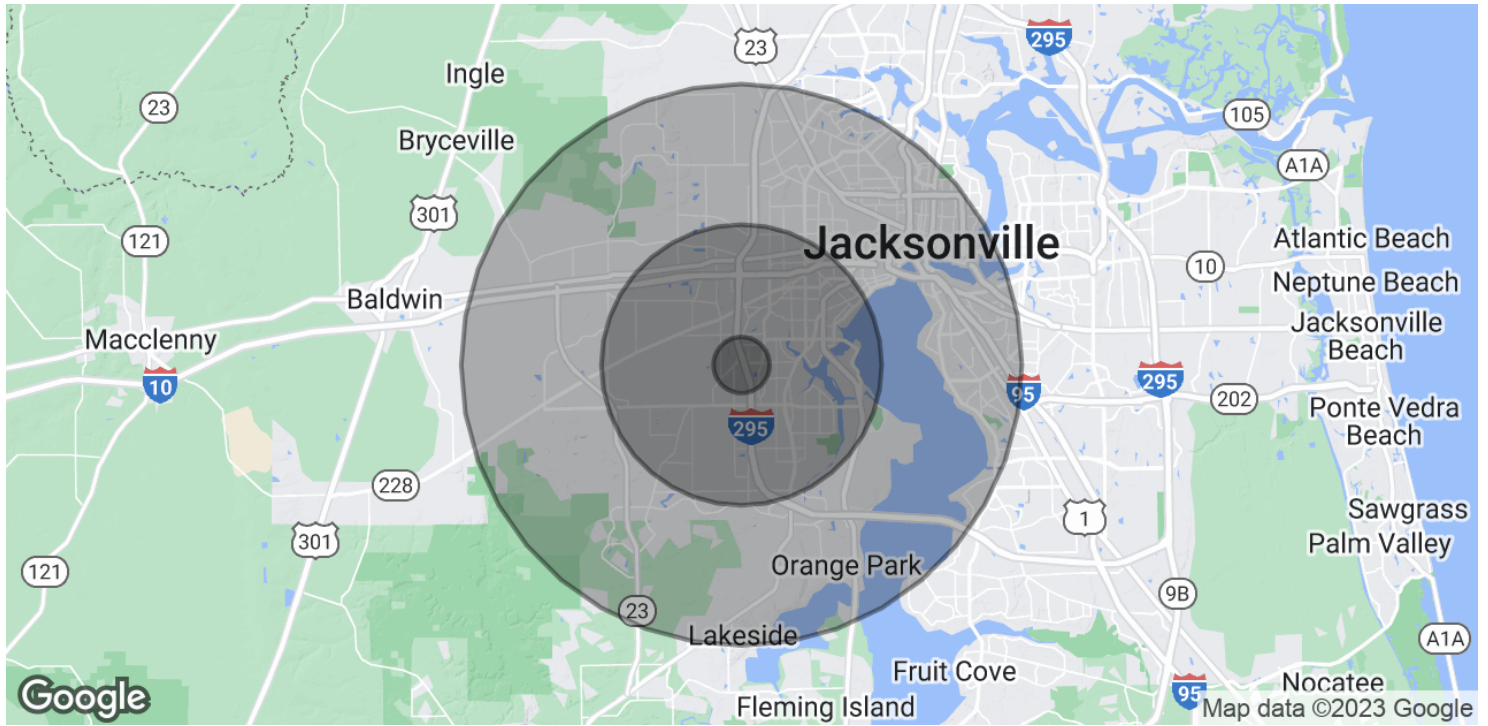 23
295
Ingle
23
105
Bryceville
A1A
301
121
Jacksonville
Atlantic Beach
10
Neptune Beach
Baldwin
Jacksonville
Beach
Macclenny
10
295
95
202
Ponte Vedra
Beach
295
228
Sawgrass
1
301
Palm Valley
Orange Park
121
9B
23
Lakeside
A1A
Fruit Cove
Nocatee
95
Google
Fleming Island
Map data ©2023 Google